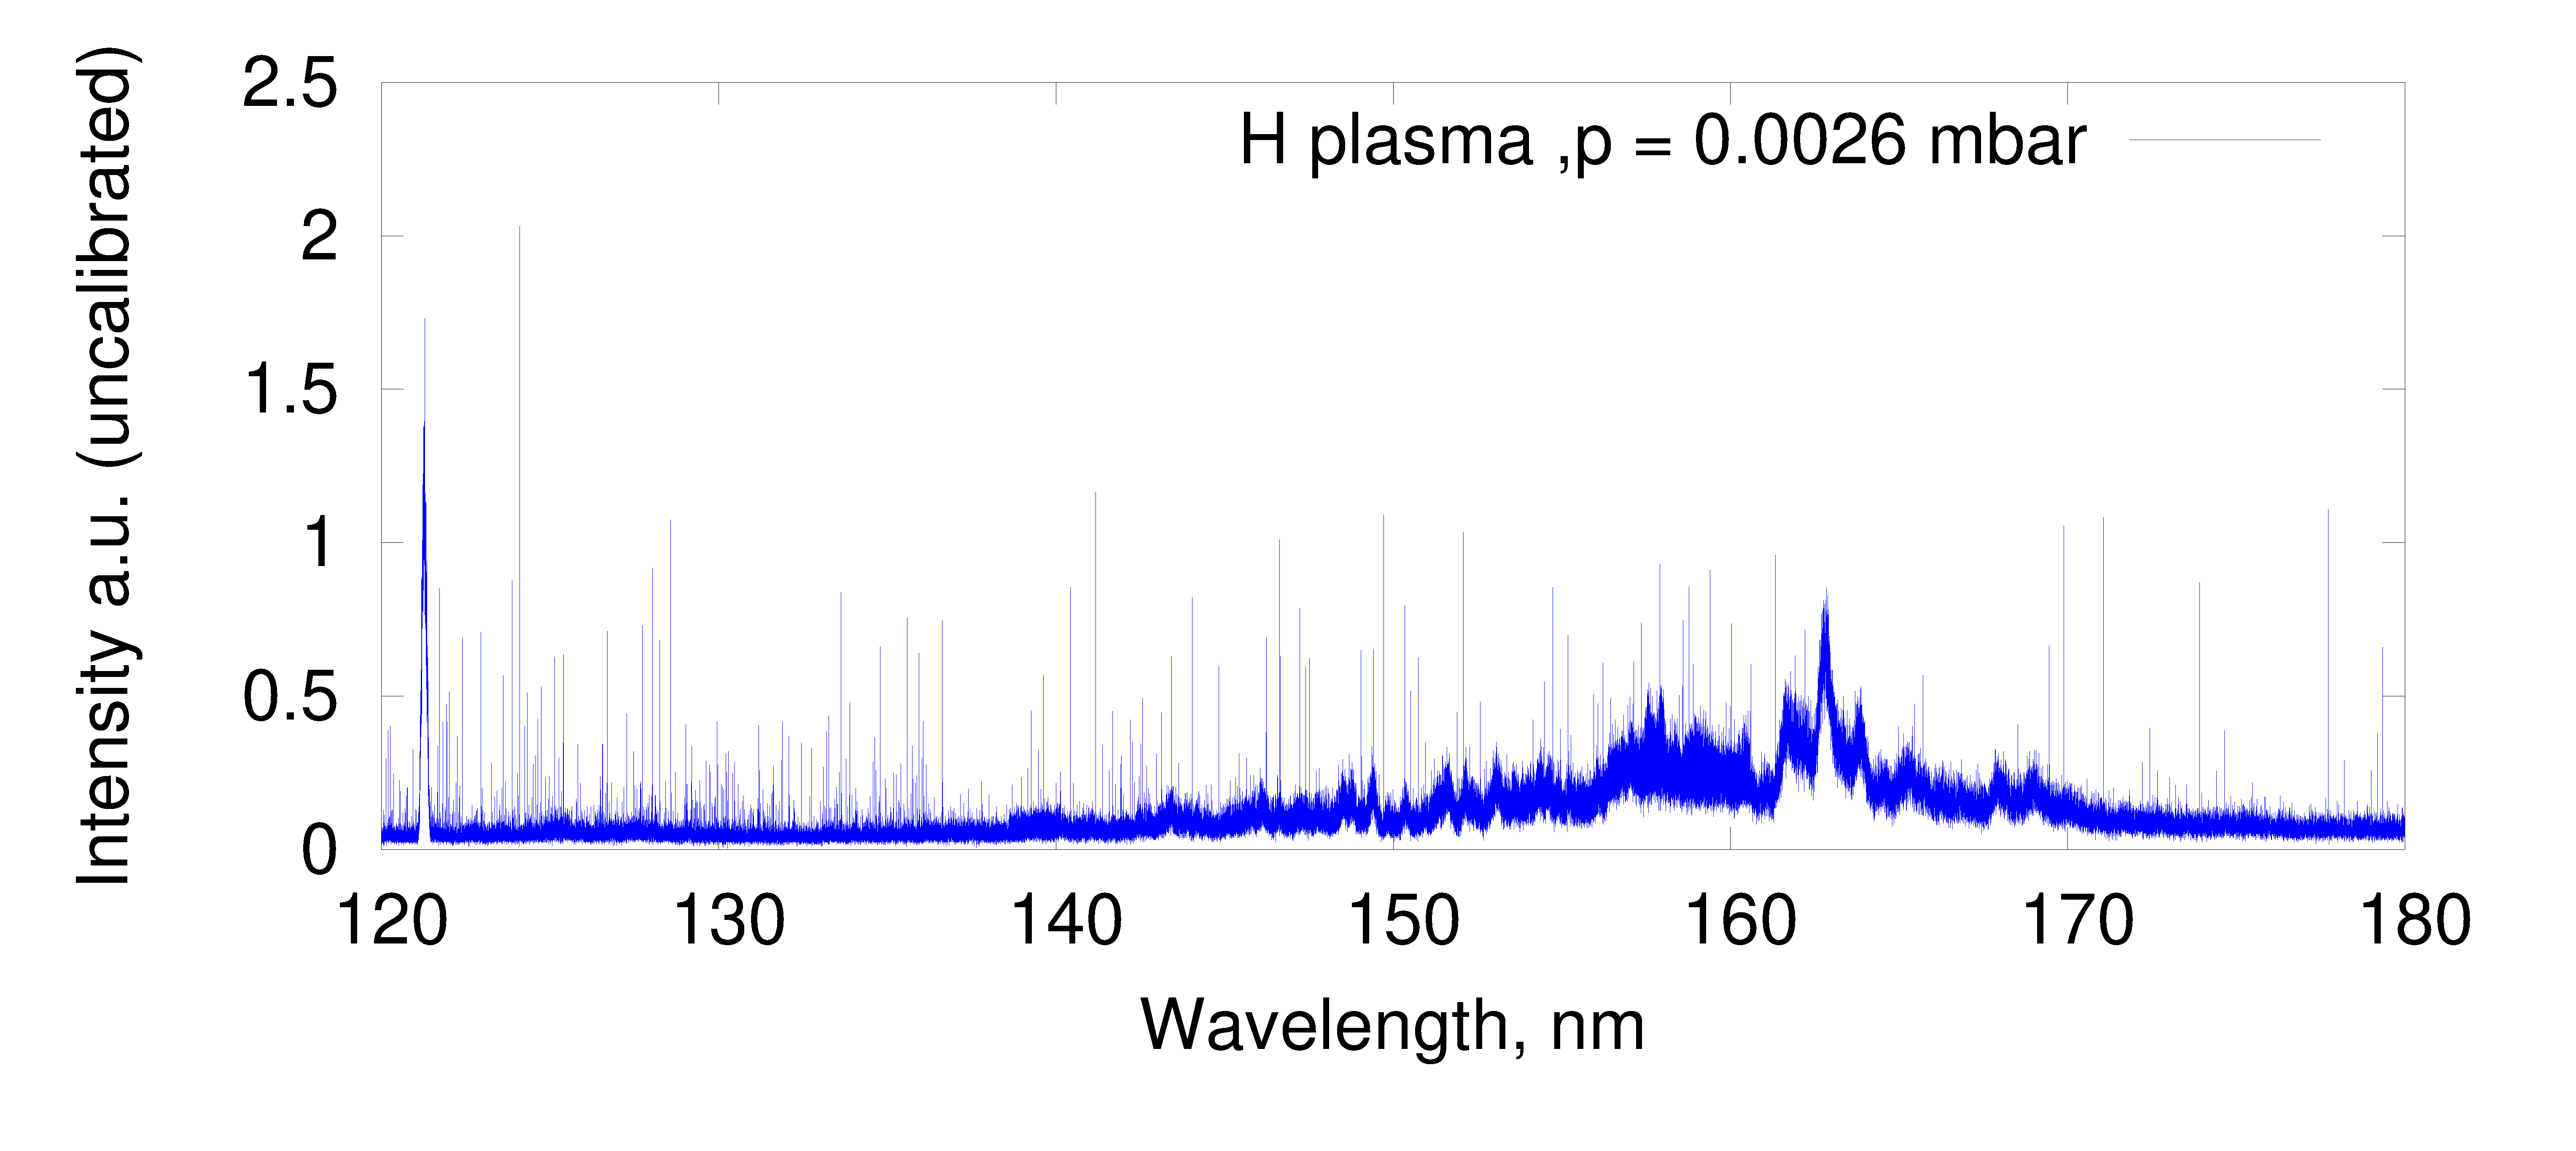 Intensity a.u. (uncalibrated)
2.5
2
1.5
1
0.5
0
H plasma ,p = 0.0026 mbar
120 130 140 150 160 170 180
Wavelength, nm